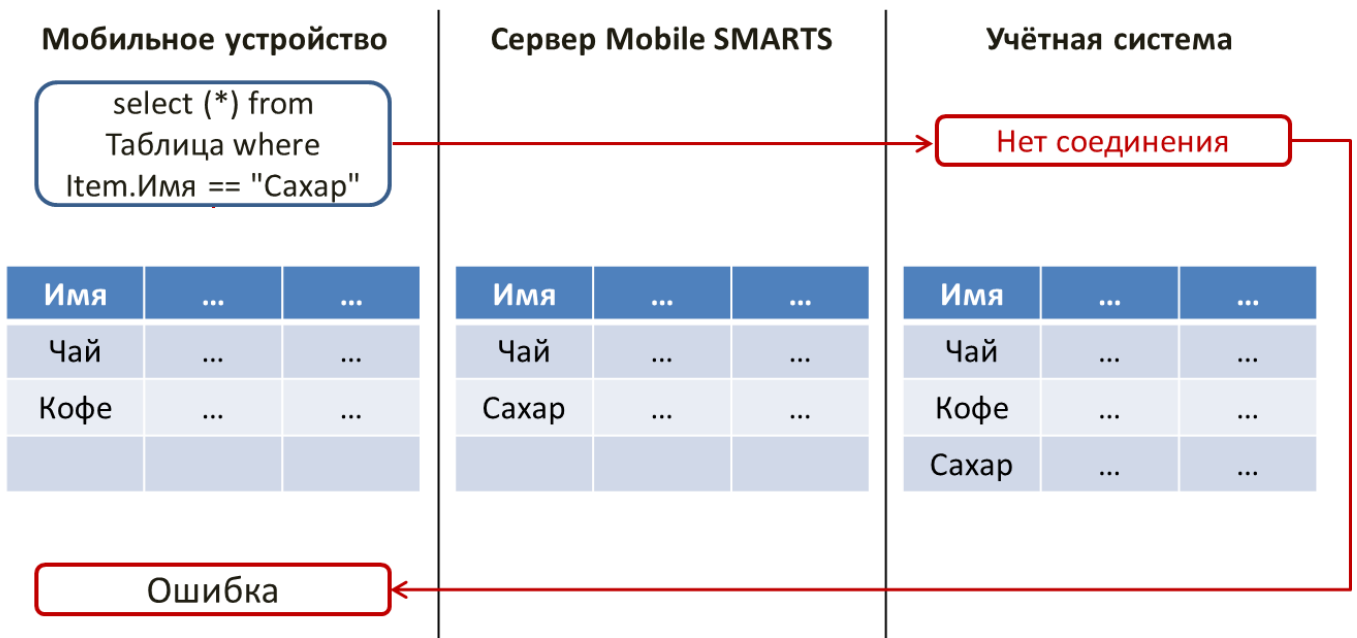 Мобильное устройство
Сервер Mobile SMARTS
Учётная система
select (*) from
Таблица where
Item.Имя == "Сахар"
Нет соединения
Имя ... ...
Чай ... ...
Кофе ... ...
Имя ... ...
Чай ... ...
Сахар ... ...
Имя ... ...
Чай ... ...
Кофе ... ...
Сахар ... ...
Ошибка